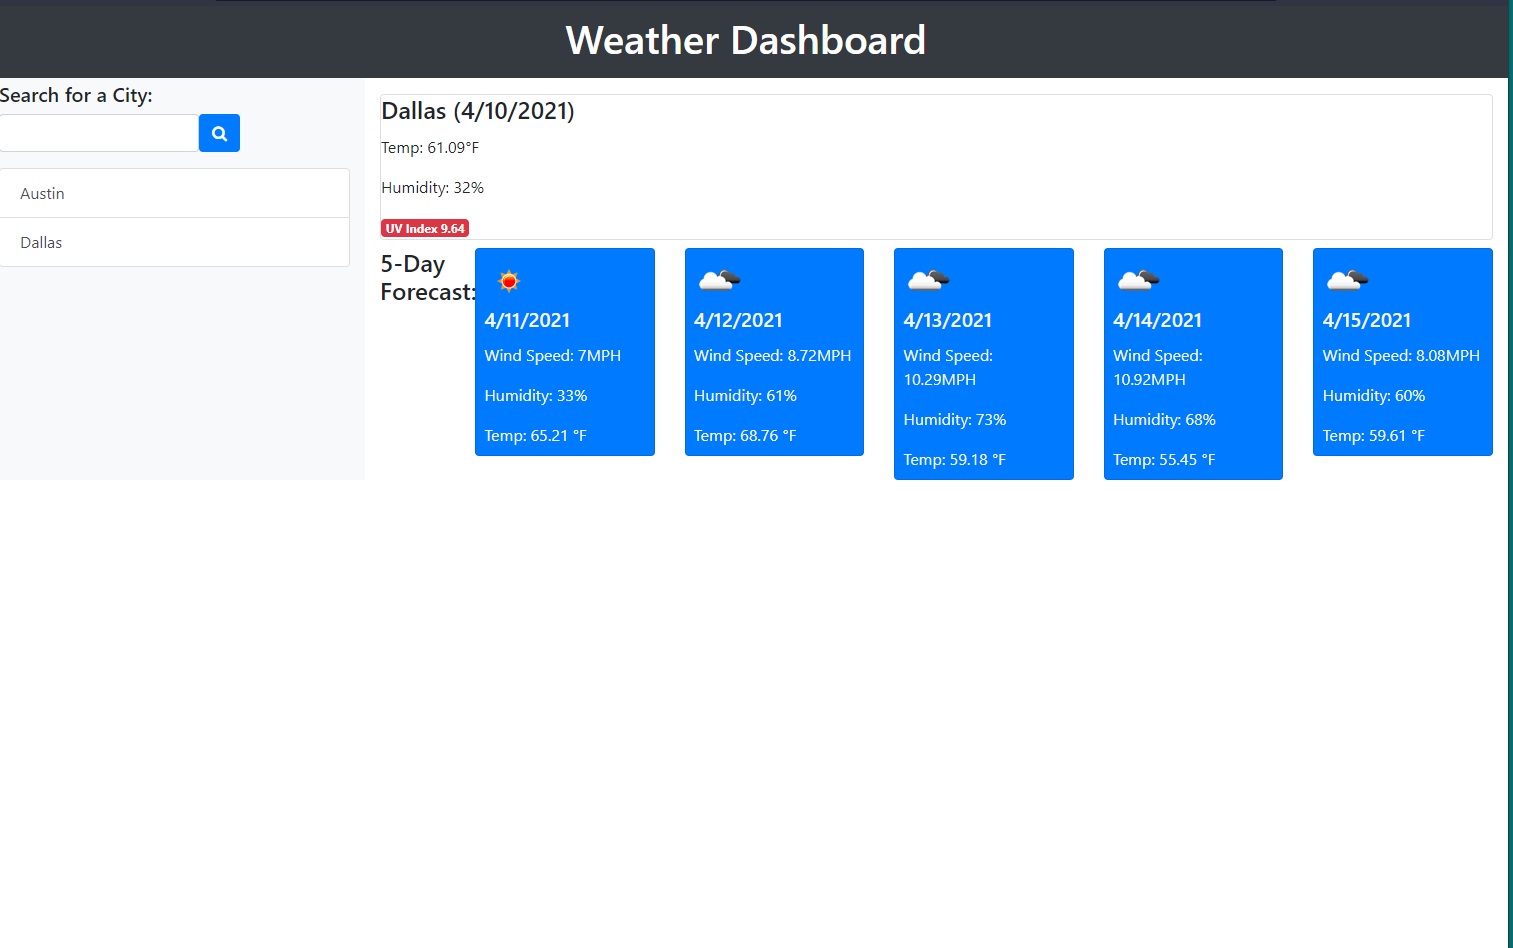 Weather Dashboard
Search for a City:
Austin
Dallas
Dallas (4/10/2021)
Temp: 61.09°F
Humidity: 32%
UV Index 9.64
5-Day
Forecast:
4/11/2021
Wind Speed: 7MPH
Humidity: 33%
Temp: 65.21 °F
4/12/2021
Wind Speed: 8.72MPH
Humidity: 61%
Temp: 68.76 °F
4/13/2021
Wind Speed:
10.29MPH
Humidity: 73%
Temp: 59.18 °F
4/14/2021
Wind Speed:
10.92MPH
Humidity: 68%
Temp: 55.45 °F
4/15/2021
Wind Speed: 8.08MPH
Humidity: 60%
Temp: 59.61 °F